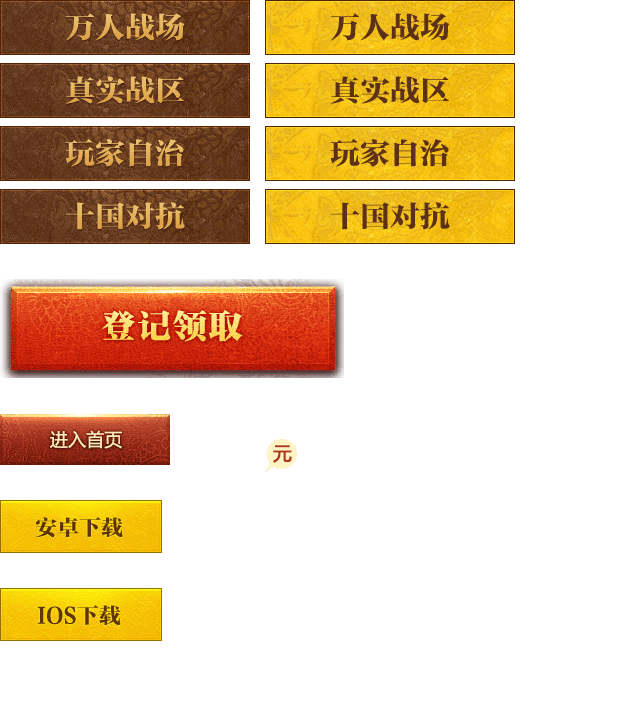 万人战场 万人战场
真实战区 真实战区
玩家自治 玩家自治
十国对抗 十国对抗
登记领取
进入首页
元
安卓下载
IOS下载